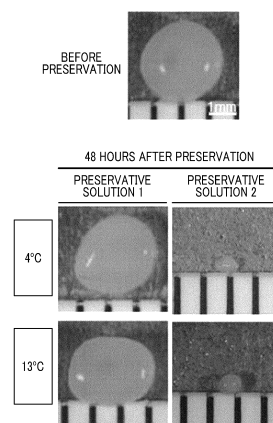 BEFORE
PRESERVATION
1mm
48 HOURS AFTER PRESERVATION
PRESERVATIVE
SOLUTION 1
PRESERVATIVE
SOLUTION 2
4°C
13°C